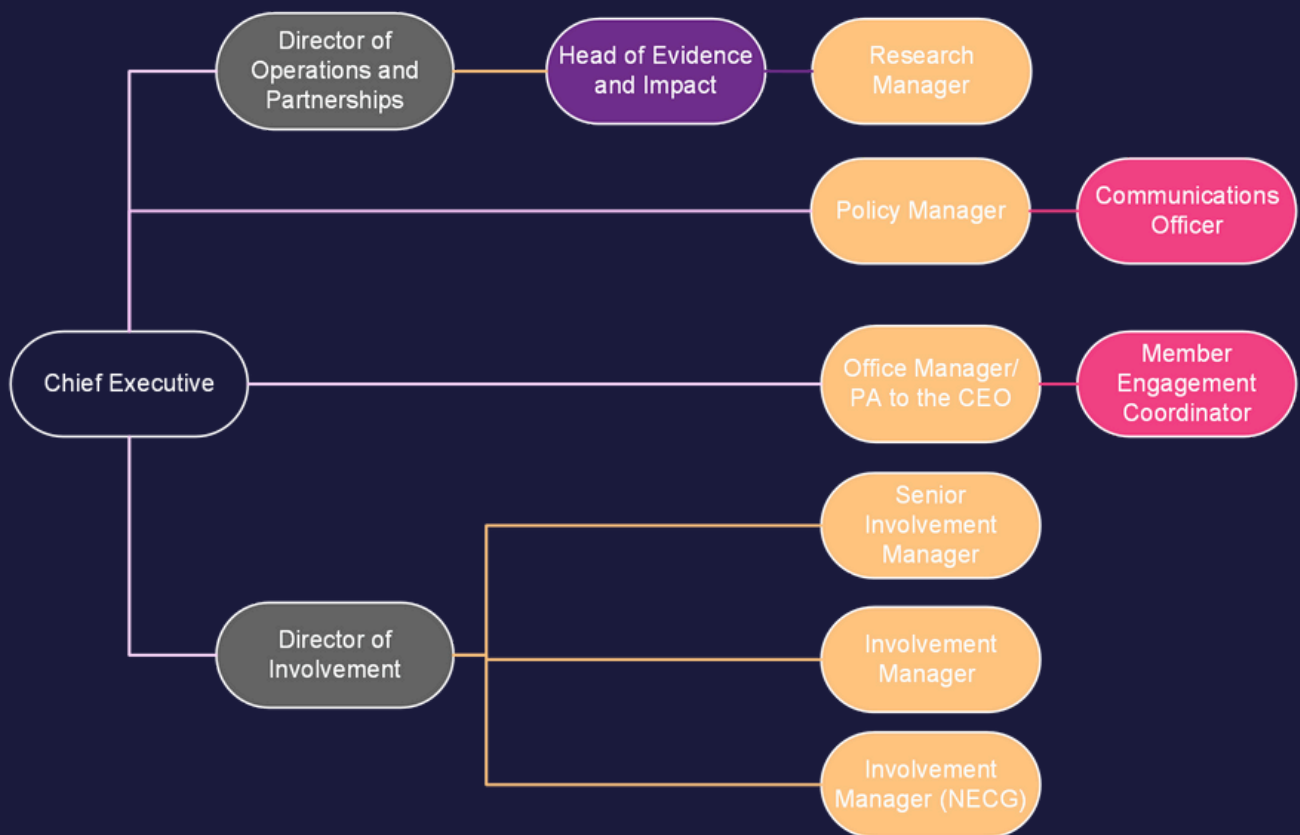 Director of
Operations and
Partnerships
Head of Evidence
and Impact
Research
Manager
Policy Manager
Communications
Officer
Chief Executive
Office Manager/
PA to the CEO
Member
Engagement
Coordinator
Senior
Involvement
Manager
Director of
Involvement
Involvement
Manager
Involvement
Manager (NECG)